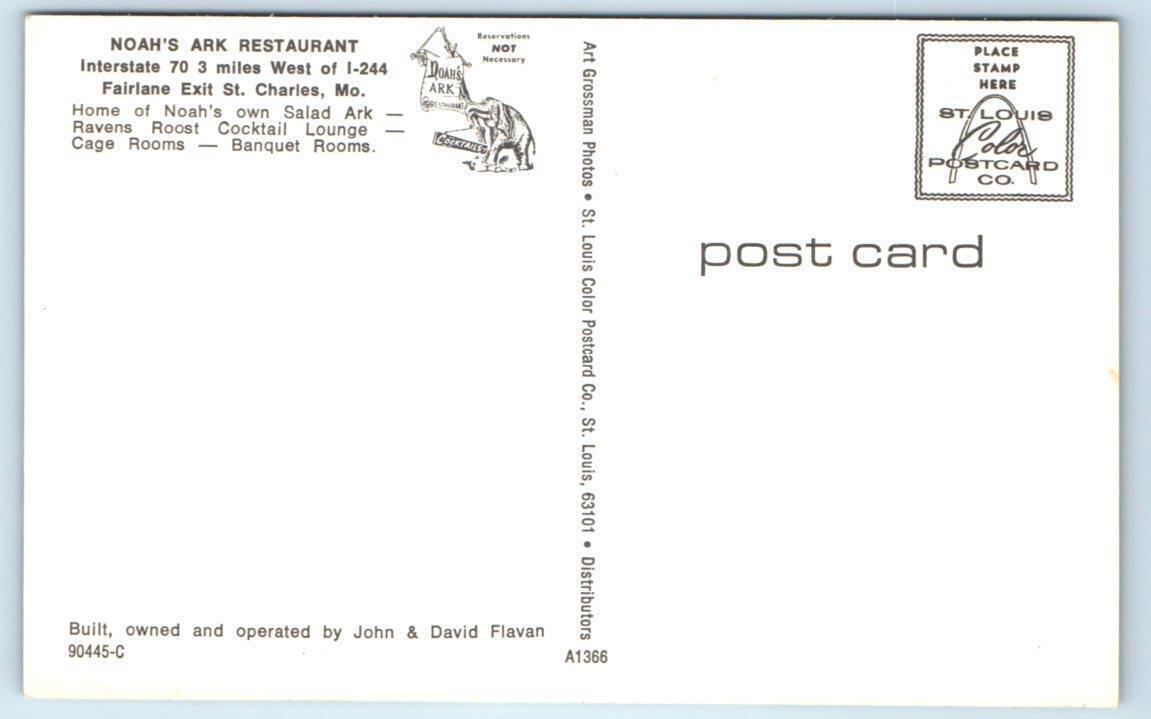 NOAH'S ARK RESTAURANT
Interstate 70 3 miles West of I-244
Fairlane Exit St. Charles, Mo.
Home of Noah's own Salad Ark —
Ravens Roost Cocktail Lounge —
Cage Rooms — Banquet Rooms.
Reservations
NOT
Necessary
NOAH'S
ARK
RESTAURANT
COCKTAILS
Built, owned and operated by John & David Flavan
90445-C
Art Grossman Photos • St. Louis Color Postcard Co., St. Louis, 63101 • Distributors
A1366
PLACE
STAMP
HERE
ST. LOUIS
Color
POSTCARD
CO.
post card